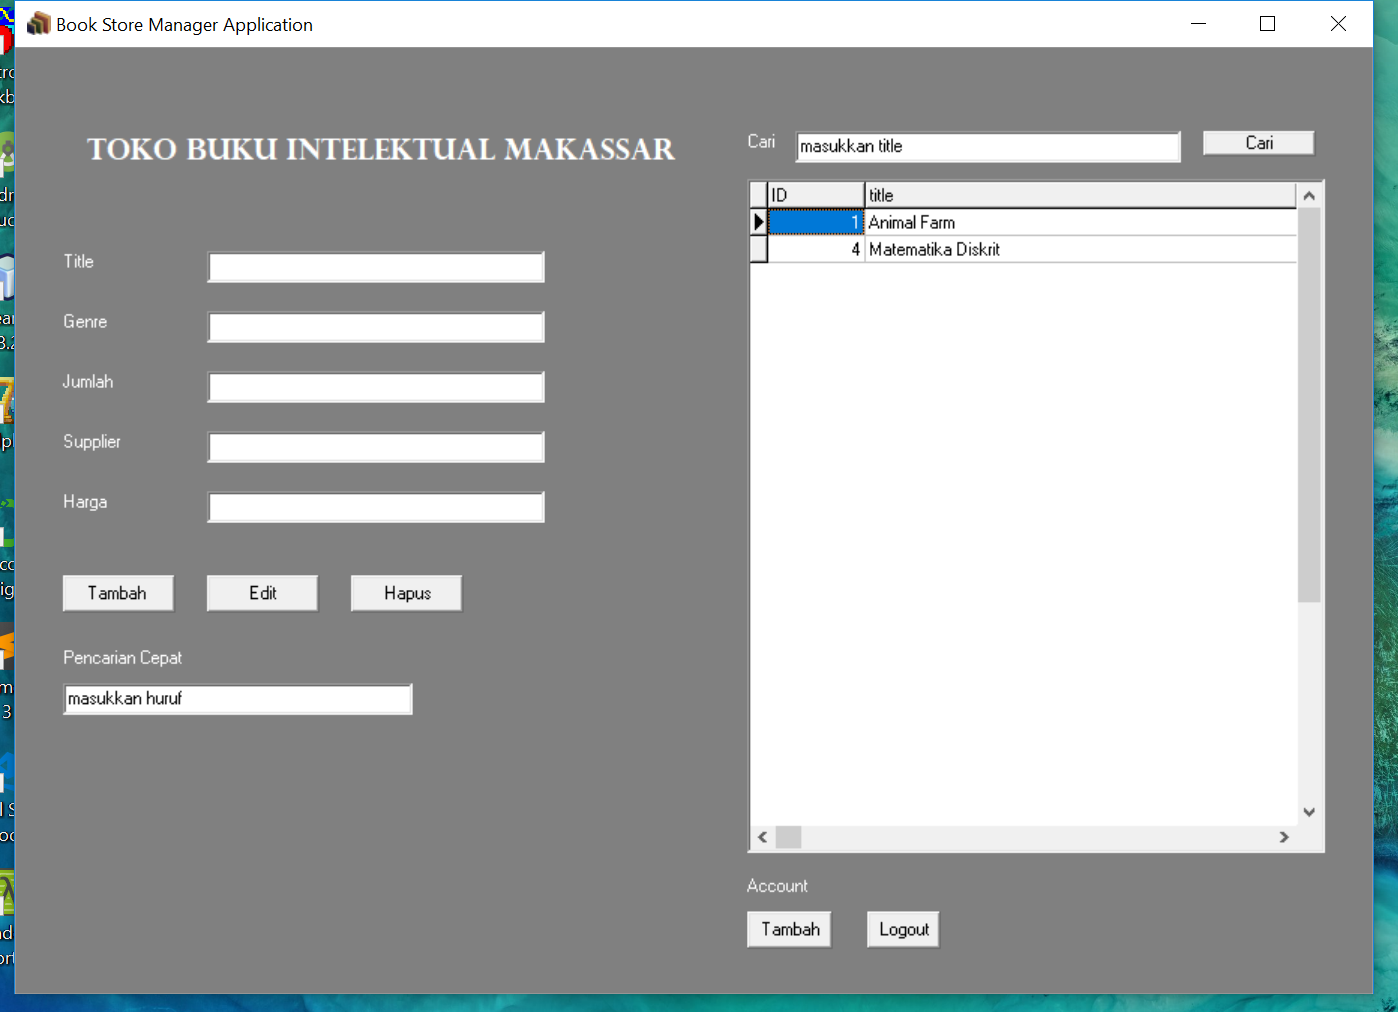 Book Store Manager Application
TOKO BUKU INTELEKTUAL MAKASSAR
Cari
masukkan title
Cari
ID title
1 Animal Farm
4 Matematika Diskrit
Title
Genre
Jumlah
Supplier
Harga
Tambah
Edit
Hapus
Pencarian Cepat
masukkan huruf
Account
Tambah
Logout